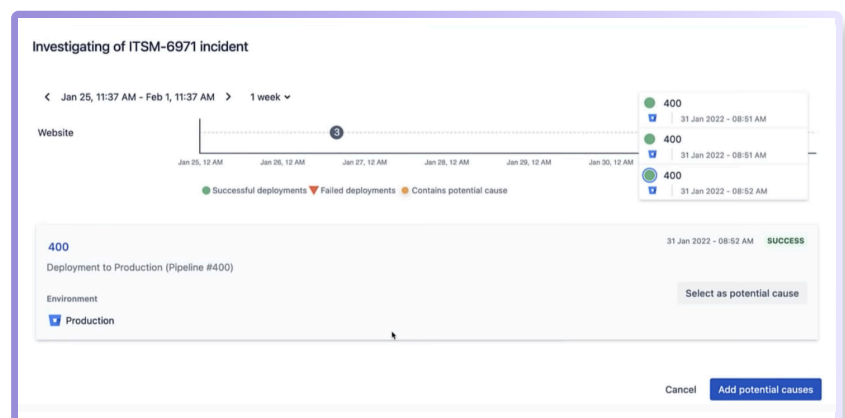 Investigating of ITSM-6971 incident
Jan 25, 11:37 AM - Feb 1, 11:37 AM 1 week
400
31 Jan 2022 - 08:51 AM
Website
3
400
31 Jan 2022 - 08:51 AM
Jan 25, 12 AM Jan 26, 12 AM Jan 27, 12 AM Jan 28, 12 AM Jan 29, 12 AM Jan 30, 12 AM
400
31 Jan 2022 - 08:52 AM
Successful deployments Failed deployments Contains potential cause
400
31 Jan 2022 - 08:52 AM SUCCESS
Deployment to Production (Pipeline #400)
Select as potential cause
Environment
Production
Cancel Add potential causes